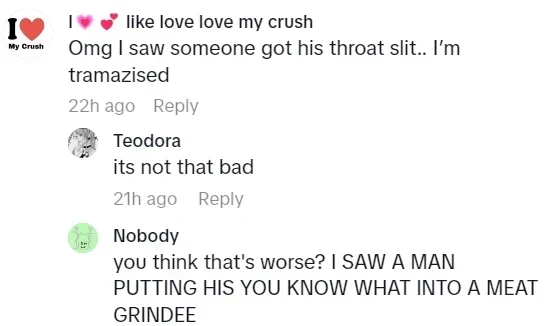 I ❤
My Crush
I 💗 💕 like love love my crush
Omg I saw someone got his throat slit.. I'm
tramazised
22h ago Reply
Teodora
its not that bad
21h ago Reply
Nobody
you think that's worse? I SAW A MAN
PUTTING HIS YOU KNOW WHAT INTO A MEAT
GRINDEE